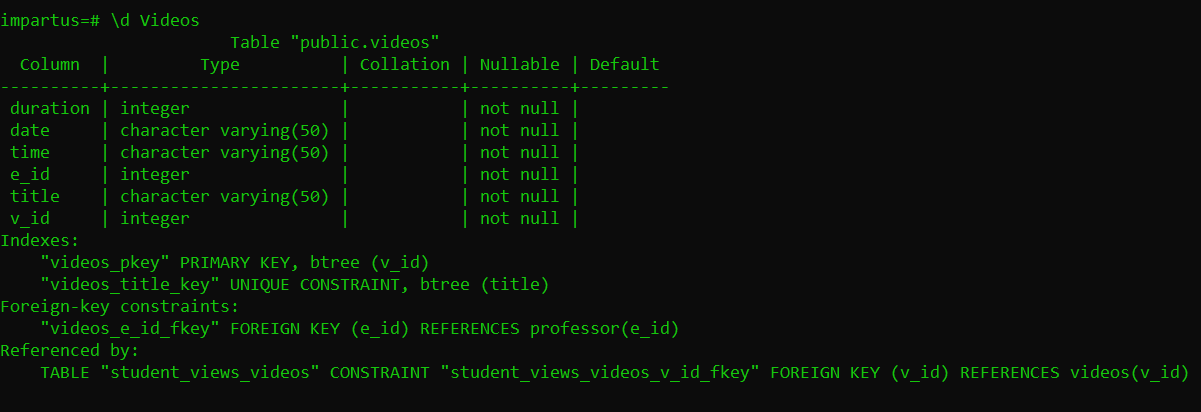 impartus=# \d Videos
                       Table "public.videos"
  Column  |         Type          | Collation | Nullable | Default
----------+-----------------------+-----------+----------+---------
 duration | integer               |           | not null |
 date     | character varying(50) |           | not null |
 time     | character varying(50) |           | not null |
 e_id     | integer               |           | not null |
 title    | character varying(50) |           | not null |
 v_id     | integer               |           | not null |
Indexes:
    "videos_pkey" PRIMARY KEY, btree (v_id)
    "videos_title_key" UNIQUE CONSTRAINT, btree (title)
Foreign-key constraints:
    "videos_e_id_fkey" FOREIGN KEY (e_id) REFERENCES professor(e_id)
Referenced by:
    TABLE "student_views_videos" CONSTRAINT "student_views_videos_v_id_fkey" FOREIGN KEY (v_id) REFERENCES videos(v_id)